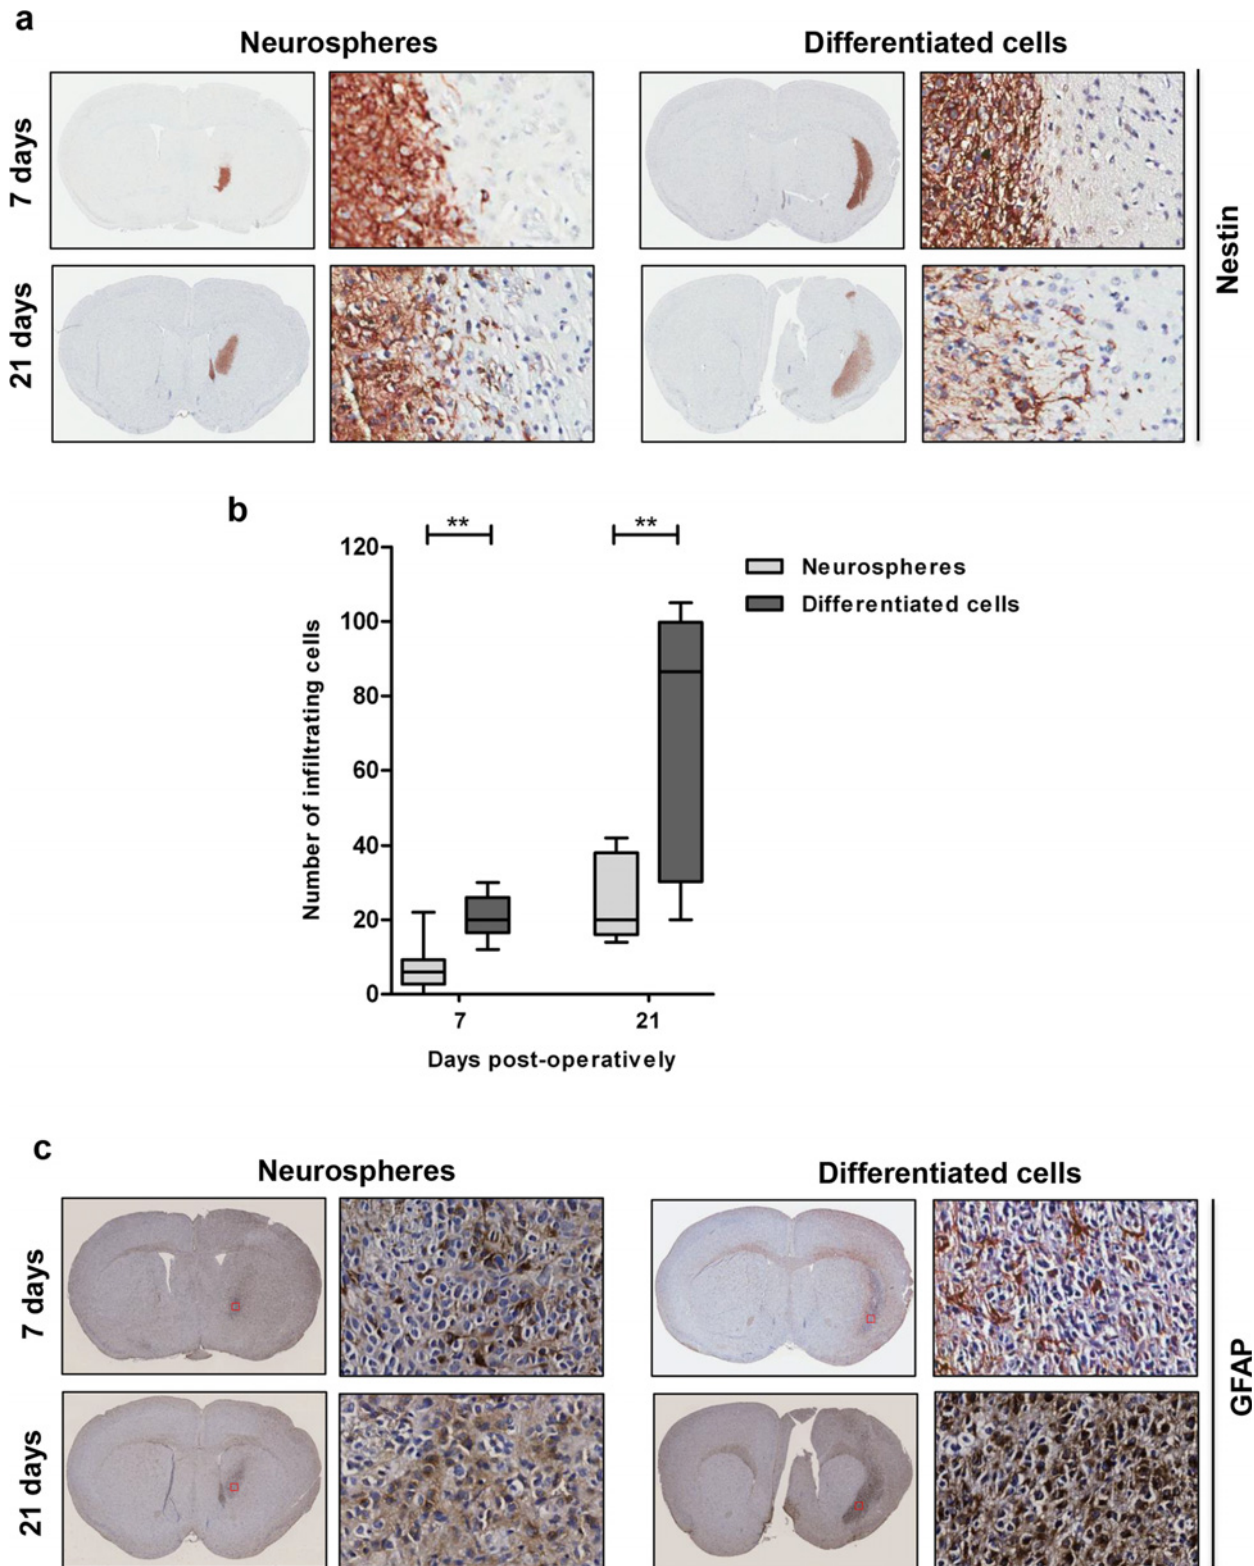 a
Neurospheres
Differentiated cells
7 days
21 days
Nestin
b
**
**
120
100
80
60
40
20
0
Number of infiltrating cells
7
21
Days post-operatively
Neurospheres
Differentiated cells
c
Neurospheres
Differentiated cells
7 days
21 days
GFAP